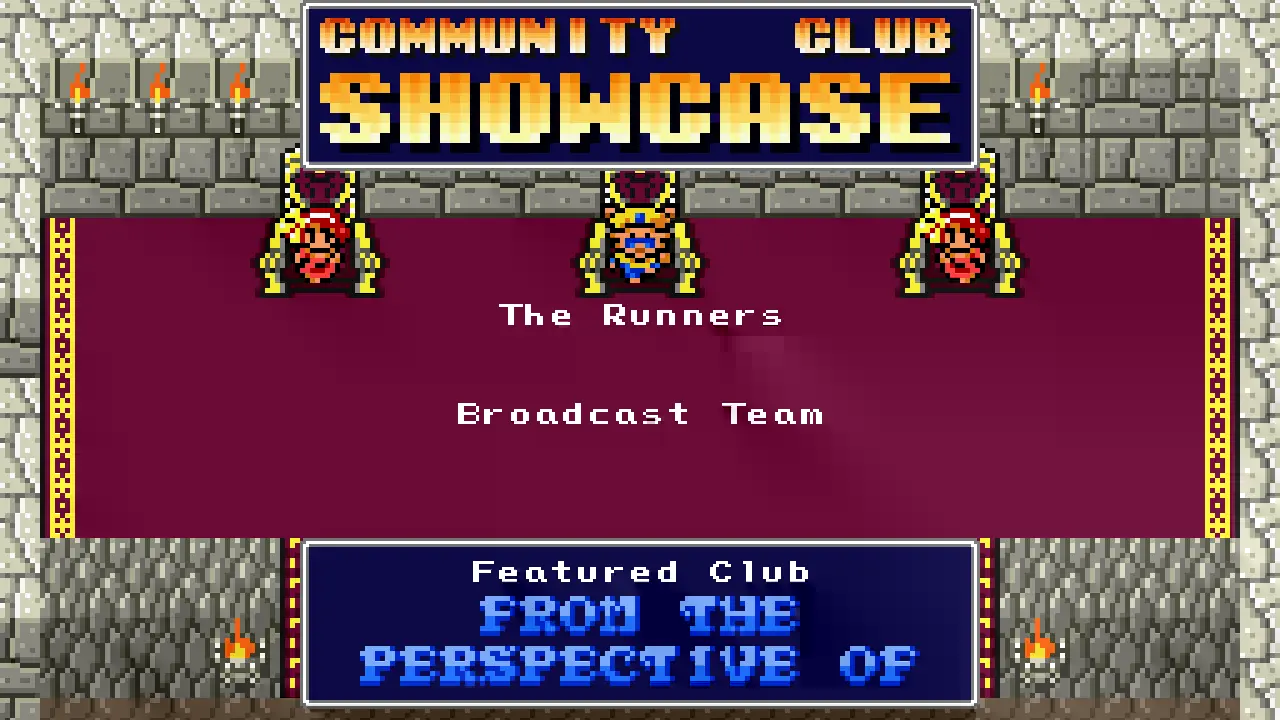 COMMUNITY CLUB
SHOWCASE
The Runners
Broadcast Team
Featured Club
FROM THE
PERSPECTIVE OF